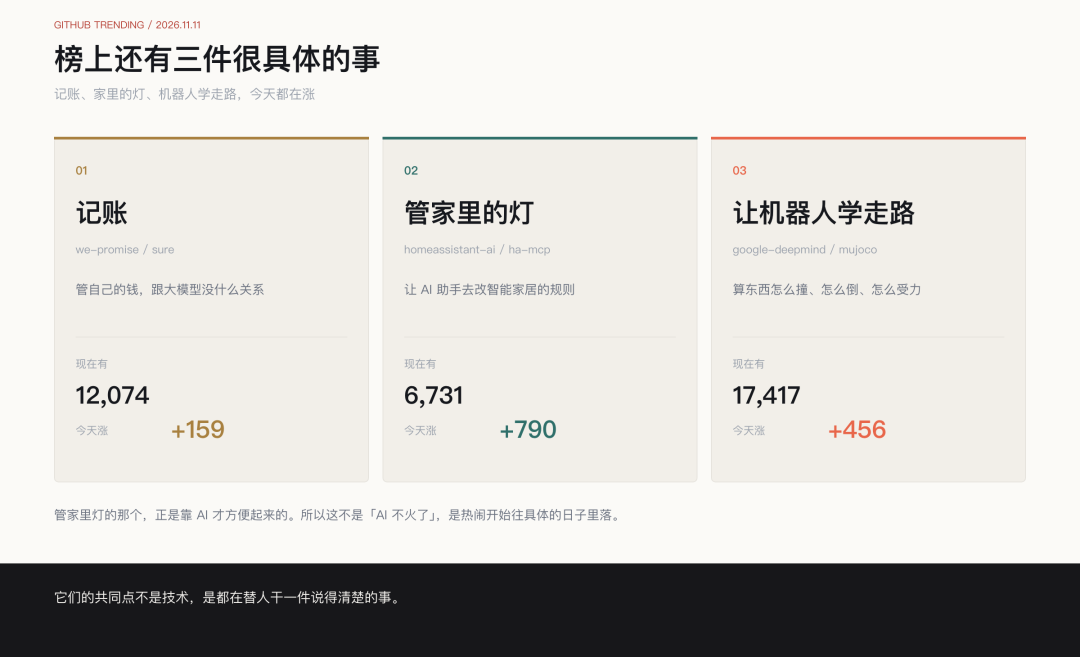 GITHUB TRENDING / 2026.11.11
榜上还有三件很具体的事
记账、家里的灯、机器人学走路，今天都在涨
01
记账
we-promise / sure
管自己的钱，跟大模型没什么关系
现在有
12,074
今天涨 +159
02
管家里的灯
homeassistant-ai / ha-mcp
让 AI 助手去改智能家居的规则
现在有
6,731
今天涨 +790
03
让机器人学走路
google-deepmind / mujoco
算东西怎么撞、怎么倒、怎么受力
现在有
17,417
今天涨 +456
管家里灯的那个，正是靠 AI 才方便起来的。所以这不是「AI 不火了」，是热闹开始往具体的日子里落。
它们的共同点不是技术，是都在替人干一件说得清楚的事。